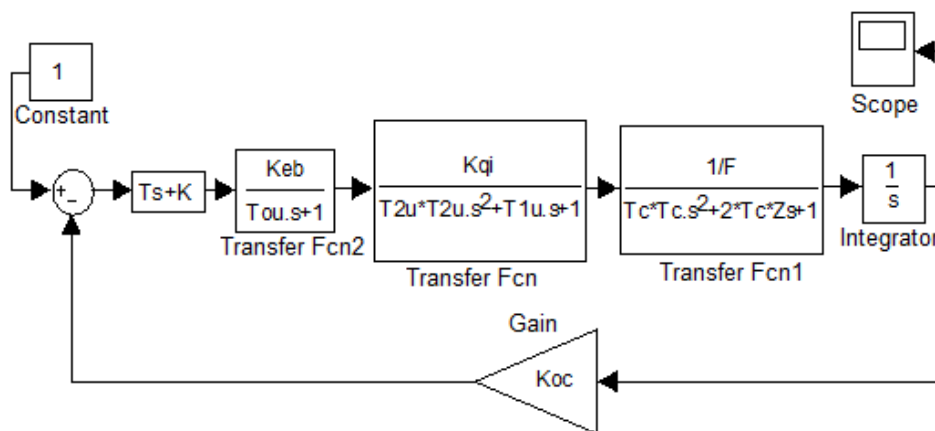 1
Constant
Scope
+
−
Ts+K
Keb
Tou.s+1
Transfer Fcn2
Kqi
T2u*T2u.s2+T1u.s+1
Transfer Fcn
1/F
Tc*Tc.s2+2*Tc*Zs+1
Transfer Fcn1
1
s
Integrator
Gain
Koc